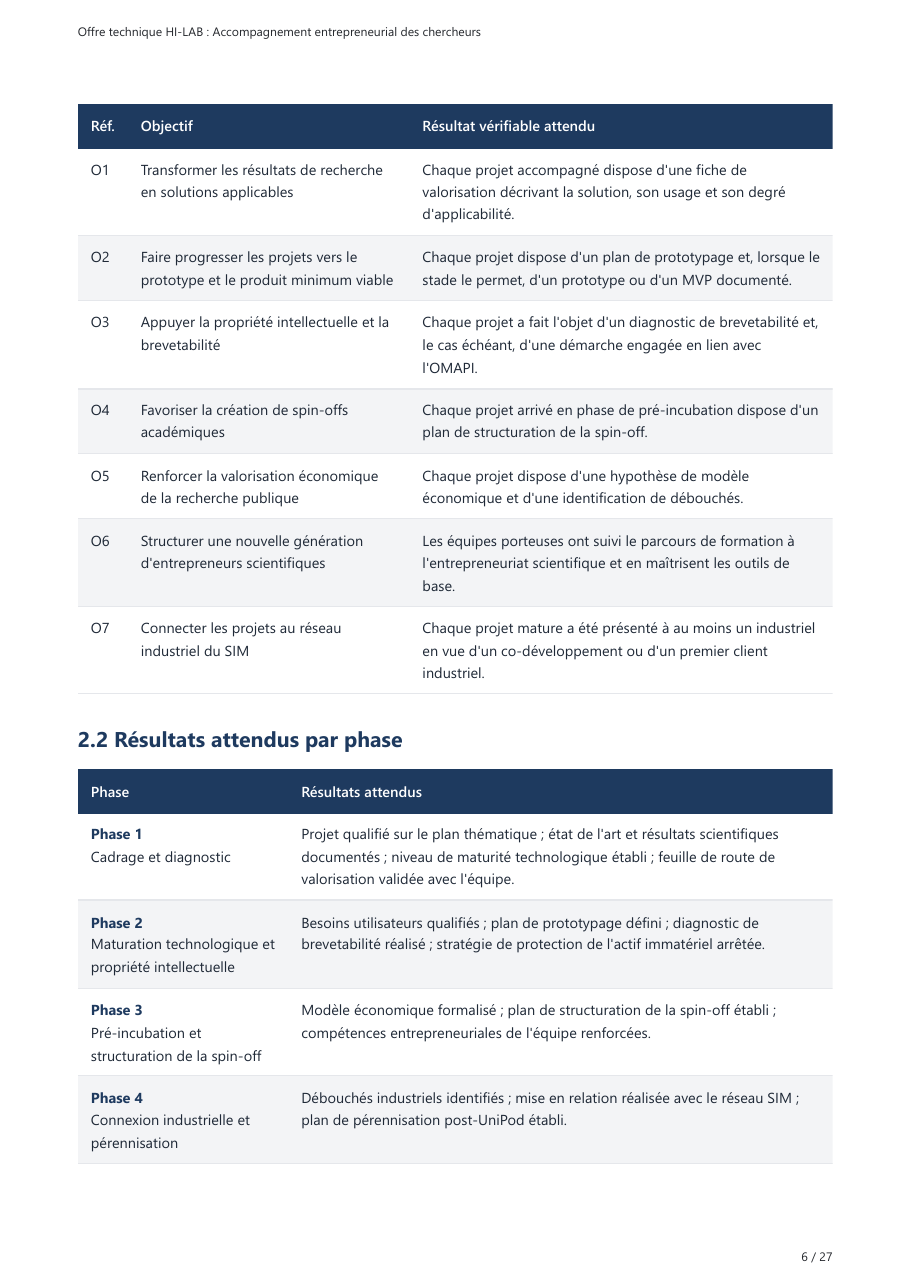 Offre technique HI-LAB : Accompagnement entrepreneurial des chercheurs
Réf. Objectif Résultat vérifiable attendu
O1 Transformer les résultats de recherche Chaque projet accompagné dispose d'une fiche de
en solutions applicables valorisation décrivant la solution, son usage et son degré
d'applicabilité.
O2 Faire progresser les projets vers le Chaque projet dispose d'un plan de prototypage et, lorsque le
prototype et le produit minimum viable stade le permet, d'un prototype ou d'un MVP documenté.
O3 Appuyer la propriété intellectuelle et la Chaque projet a fait l'objet d'un diagnostic de brevetabilité et,
brevetabilité le cas échéant, d'une démarche engagée en lien avec
l'OMAPI.
O4 Favoriser la création de spin-offs Chaque projet arrivé en phase de pré-incubation dispose d'un
académiques plan de structuration de la spin-off.
O5 Renforcer la valorisation économique Chaque projet dispose d'une hypothèse de modèle
de la recherche publique économique et d'une identification de débouchés.
O6 Structurer une nouvelle génération Les équipes porteuses ont suivi le parcours de formation à
d'entrepreneurs scientifiques l'entrepreneuriat scientifique et en maîtrisent les outils de
base.
O7 Connecter les projets au réseau Chaque projet mature a été présenté à au moins un industriel
industriel du SIM en vue d'un co-développement ou d'un premier client
industriel.
2.2 Résultats attendus par phase
Phase Résultats attendus
Phase 1 Projet qualifié sur le plan thématique ; état de l'art et résultats scientifiques
Cadrage et diagnostic documentés ; niveau de maturité technologique établi ; feuille de route de
valorisation validée avec l'équipe.
Phase 2 Besoins utilisateurs qualifiés ; plan de prototypage défini ; diagnostic de
Maturation technologique et brevetabilité réalisé ; stratégie de protection de l'actif immatériel arrêtée.
propriété intellectuelle
Phase 3 Modèle économique formalisé ; plan de structuration de la spin-off établi ;
Pré-incubation et compétences entrepreneuriales de l'équipe renforcées.
structuration de la spin-off
Phase 4 Débouchés industriels identifiés ; mise en relation réalisée avec le réseau SIM ;
Connexion industrielle et plan de pérennisation post-UniPod établi.
pérennisation
6 / 27